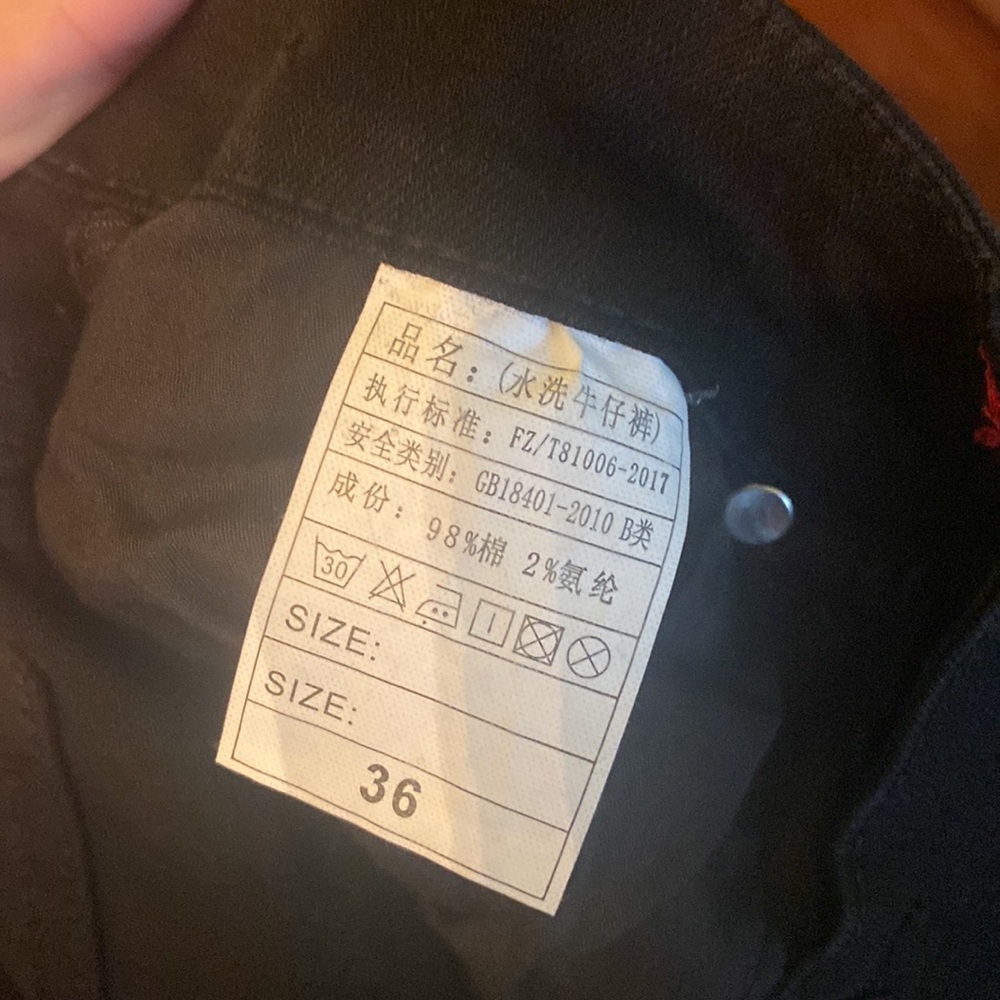 品名：(水洗牛仔裤)
执行标准：FZ/T81006-2017
安全类别：GB18401-2010 B类
成份：98%棉 2%氨纶
30
SIZE:
SIZE:
36